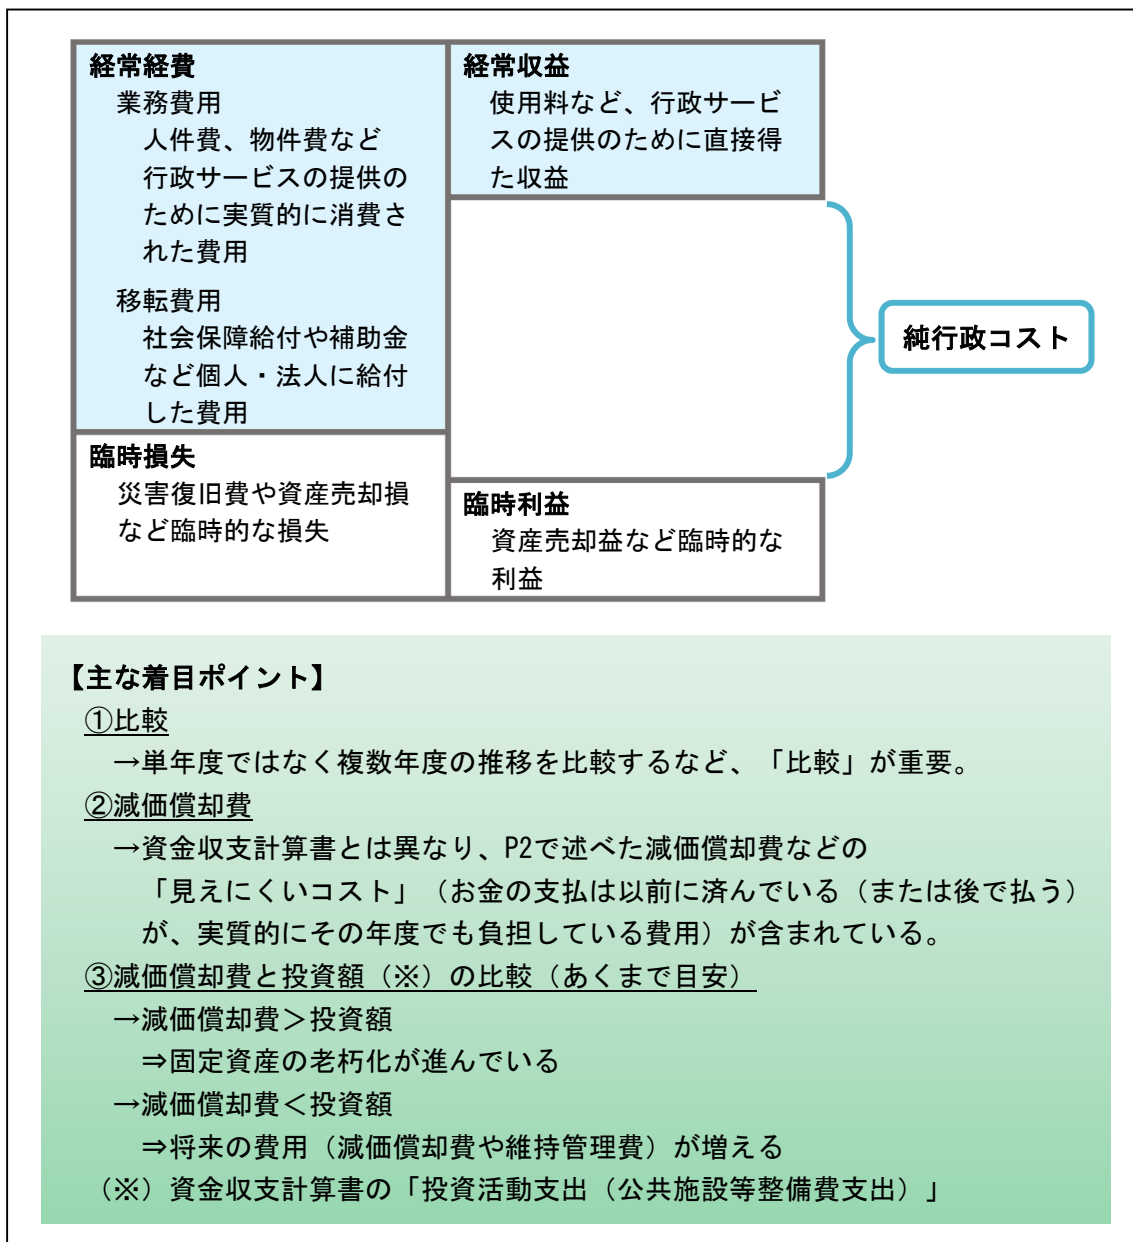 経常経費
業務費用
人件費、物件費など
行政サービスの提供の
ために実質的に消費さ
れた費用
移転費用
社会保障給付や補助金
など個人・法人に給付
した費用
臨時損失
災害復旧費や資産売却損
など臨時的な損失
経常収益
使用料など、行政サービ
スの提供のために直接得
た収益
臨時利益
資産売却益など臨時的な
利益
純行政コスト
【主な着目ポイント】
①比較
→単年度ではなく複数年度の推移を比較するなど、「比較」が重要。
②減価償却費
→資金収支計算書とは異なり、P2で述べた減価償却費などの
「見えにくいコスト」（お金の支払は以前に済んでいる（または後で払う）
が、実質的にその年度でも負担している費用）が含まれている。
③減価償却費と投資額（※）の比較（あくまで目安）
→減価償却費＞投資額
⇒固定資産の老朽化が進んでいる
→減価償却費＜投資額
⇒将来の費用（減価償却費や維持管理費）が増える
（※）資金収支計算書の「投資活動支出（公共施設等整備費支出）」